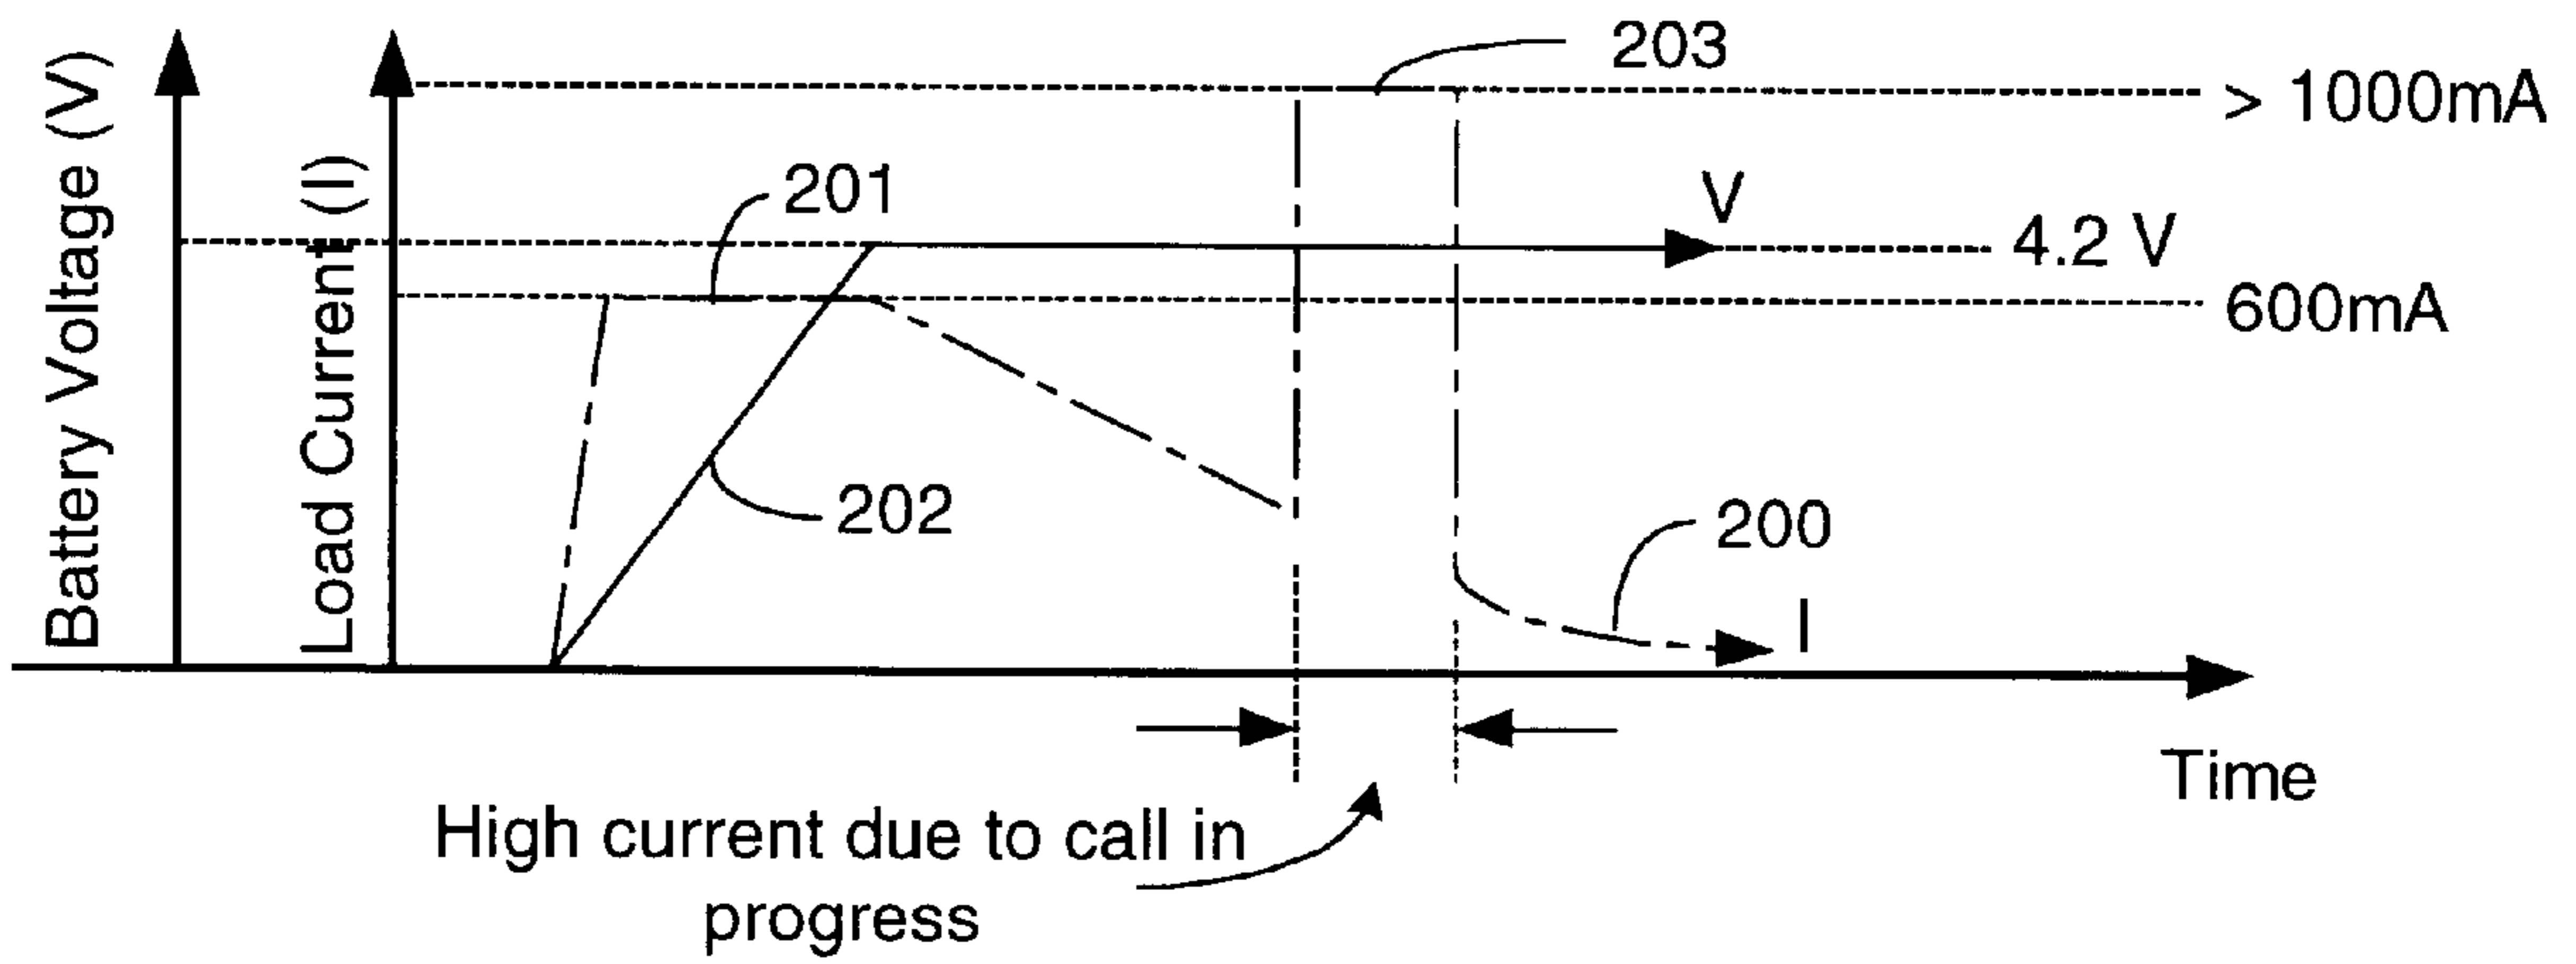 Battery Voltage (V)
Load Current (I)
203
> 1000mA
201
V
4.2 V
600mA
202
200
I
Time
High current due to call in
progress